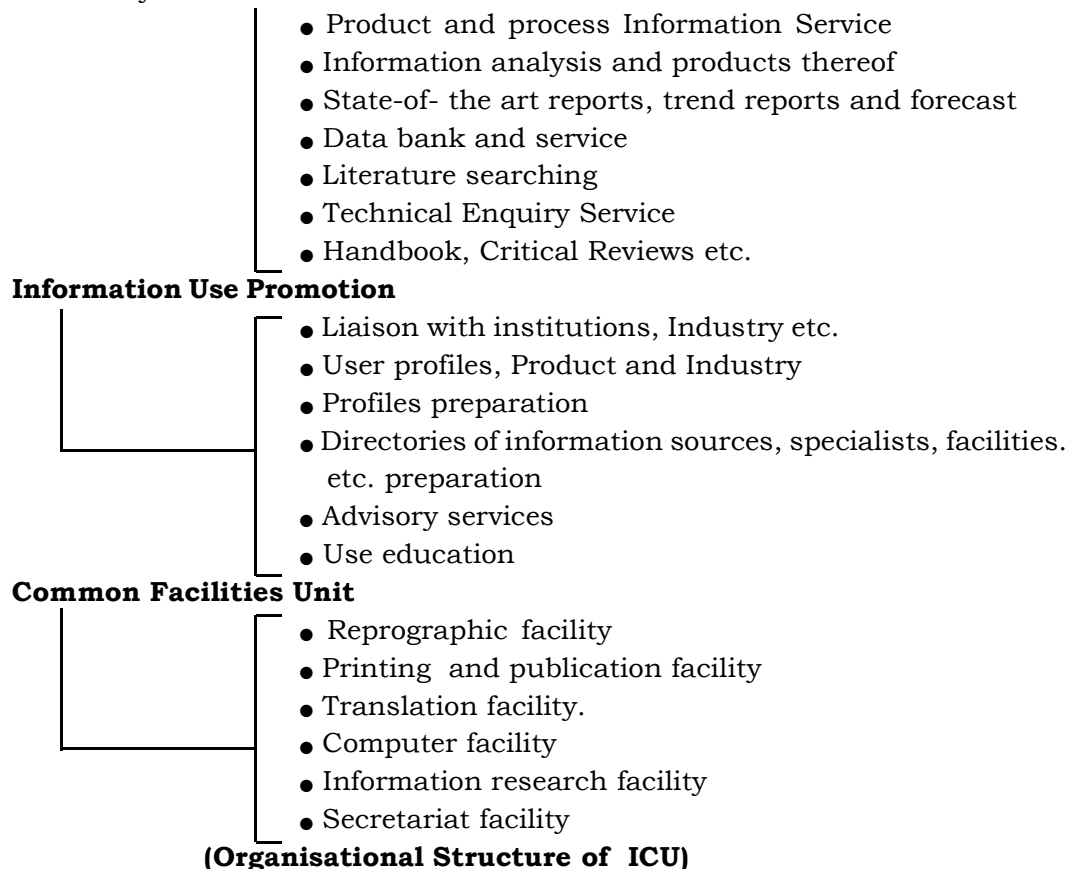 ● Product and process Information Service
● Information analysis and products thereof
● State-of- the art reports, trend reports and forecast
● Data bank and service
● Literature searching
● Technical Enquiry Service
● Handbook, Critical Reviews etc.
Information Use Promotion
● Liaison with institutions, Industry etc.
● User profiles, Product and Industry
● Profiles preparation
● Directories of information sources, specialists, facilities.
etc. preparation
● Advisory services
● Use education
Common Facilities Unit
● Reprographic facility
● Printing and publication facility
● Translation facility.
● Computer facility
● Information research facility
● Secretariat facility
(Organisational Structure of ICU)